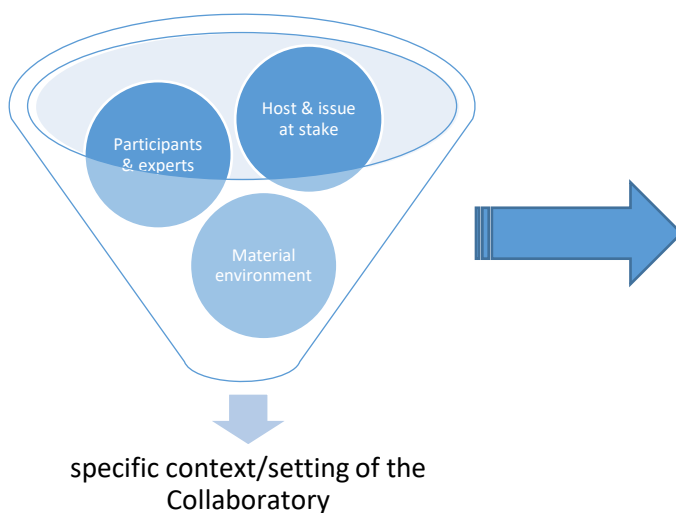 Host & issue
at stake
Participants
& experts
Material
environment
specific context/setting of the
Collaboratory